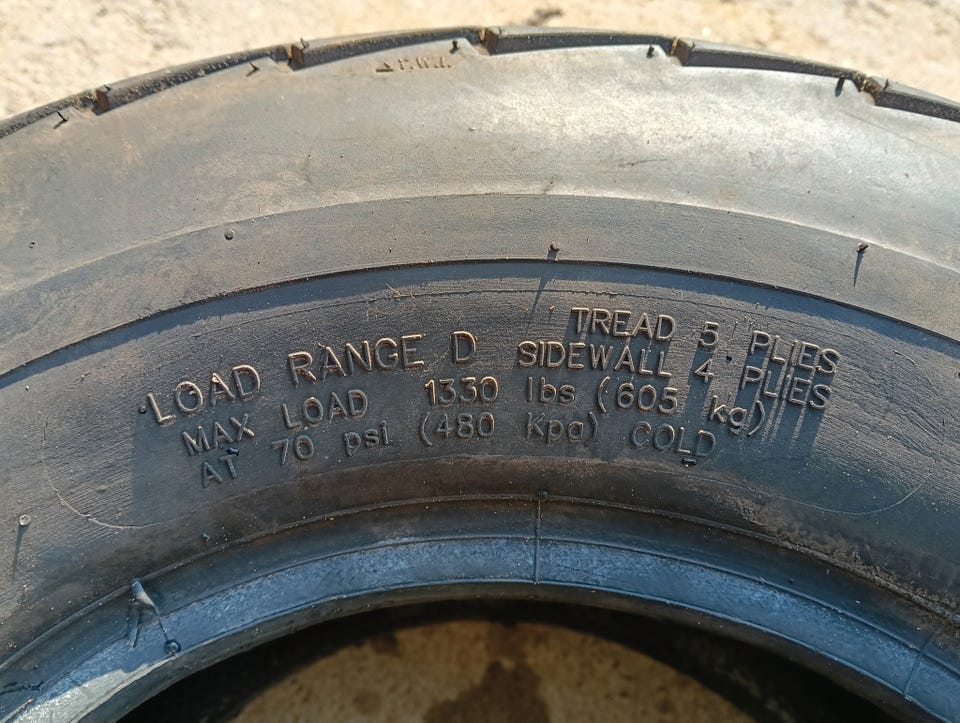 △ T.W.I.
LOAD RANGE D
MAX LOAD 1330 lbs (605 kg)
AT 70 psi (480 Kpa) COLD
TREAD 5 PLIES
SIDEWALL 4 PLIES